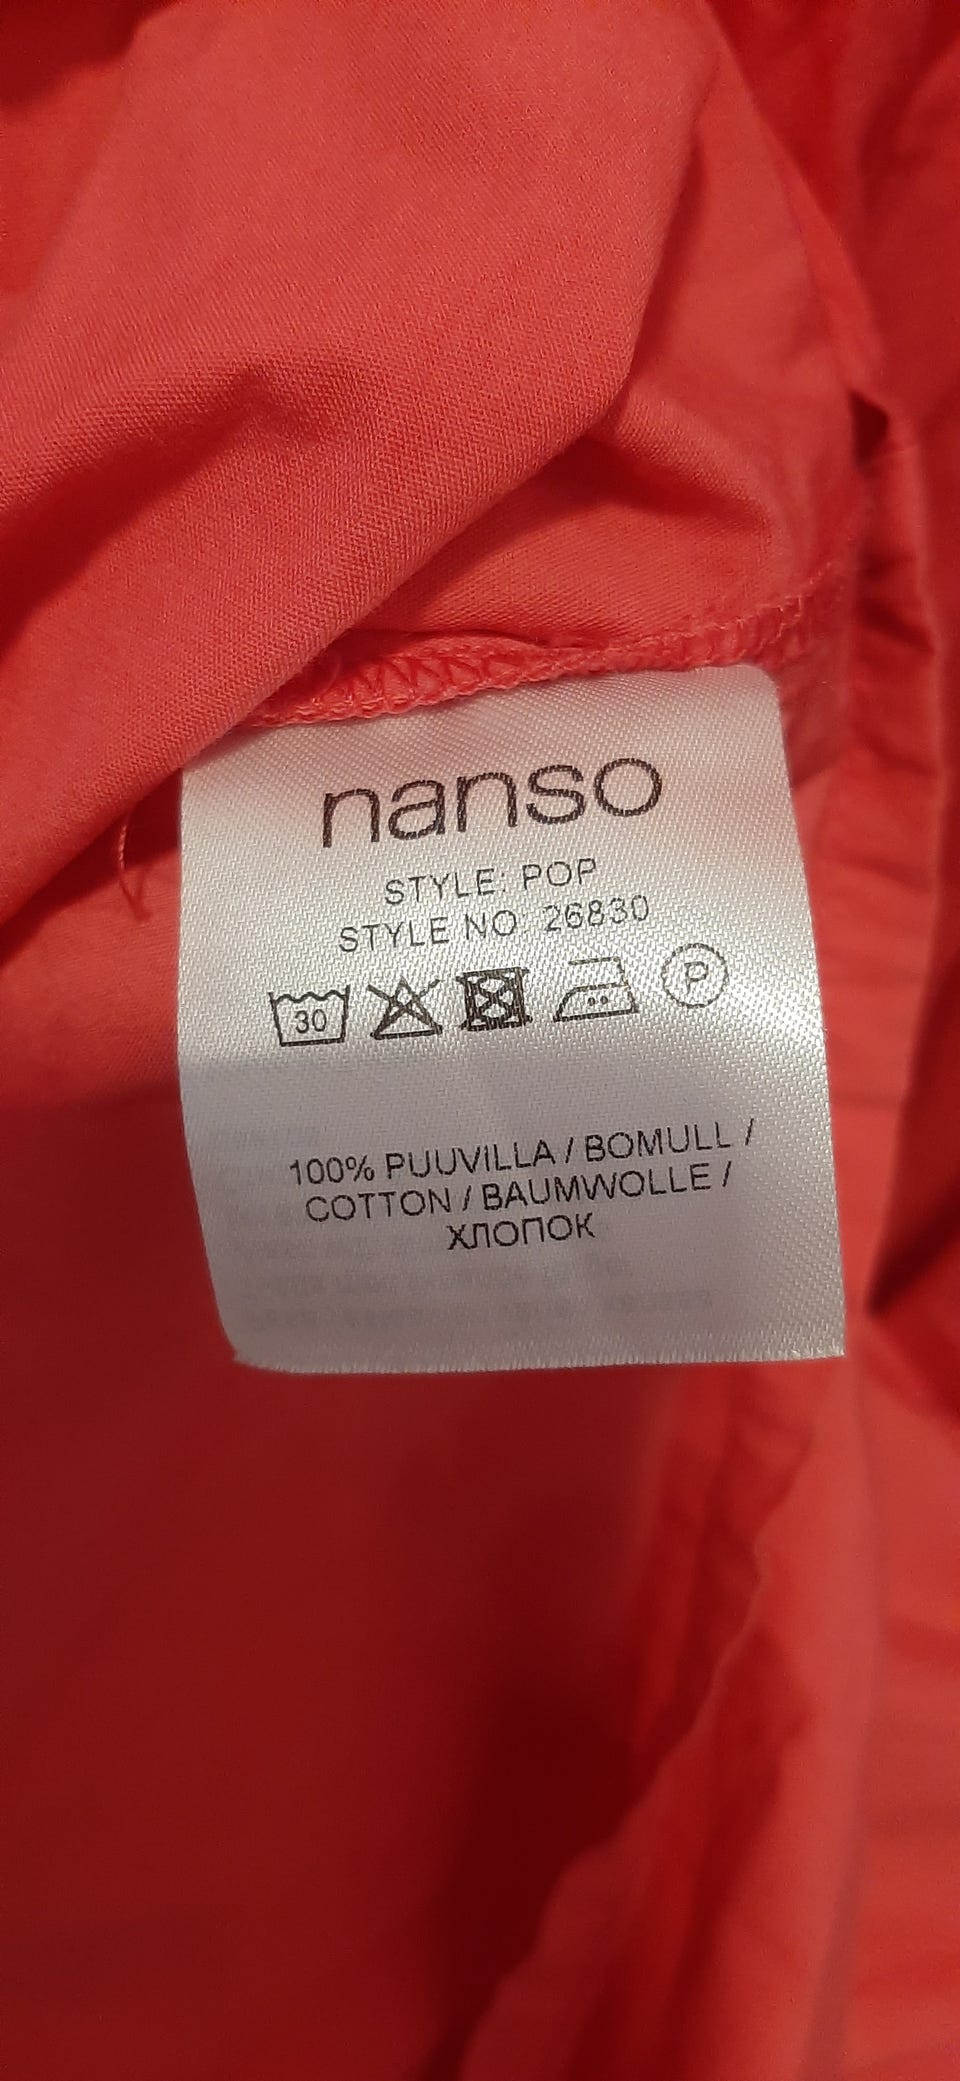 nanso
STYLE: POP
STYLE NO: 26830
30 P
100% PUUVILLA / BOMULL /
COTTON / BAUMWOLLE /
ХЛОПОК